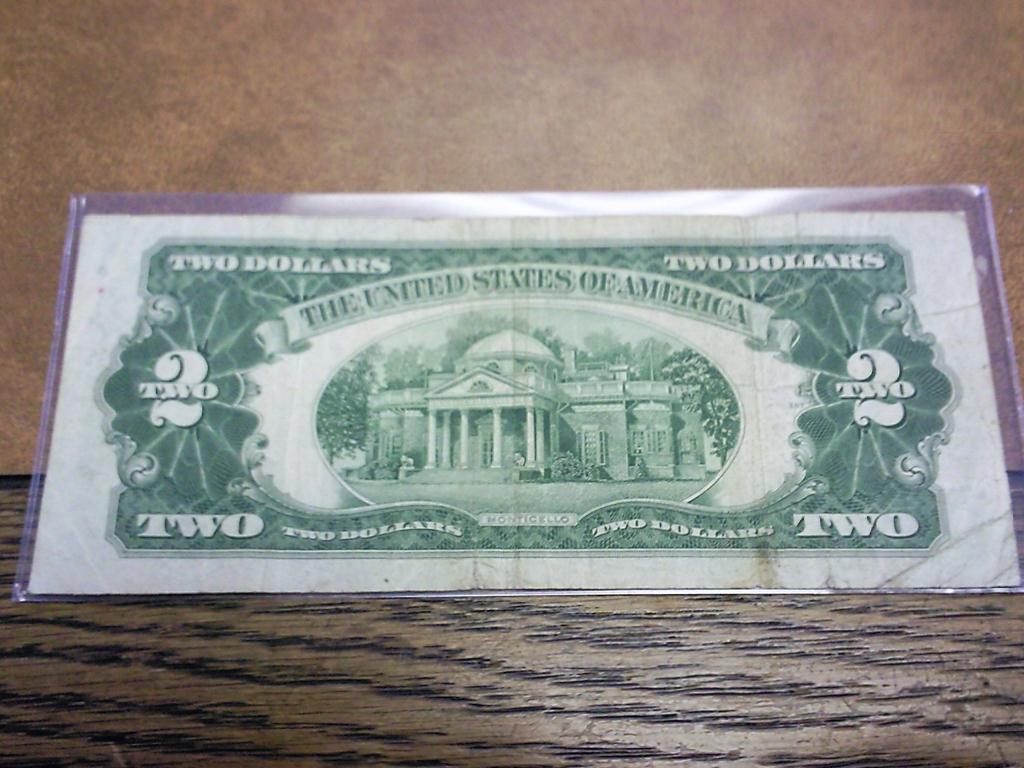 TWO DOLLARS TWO DOLLARS
THE UNITED STATES OF AMERICA
2 2
TWO TWO
MONTICELLO
TWO TWO DOLLARS TWO DOLLARS TWO